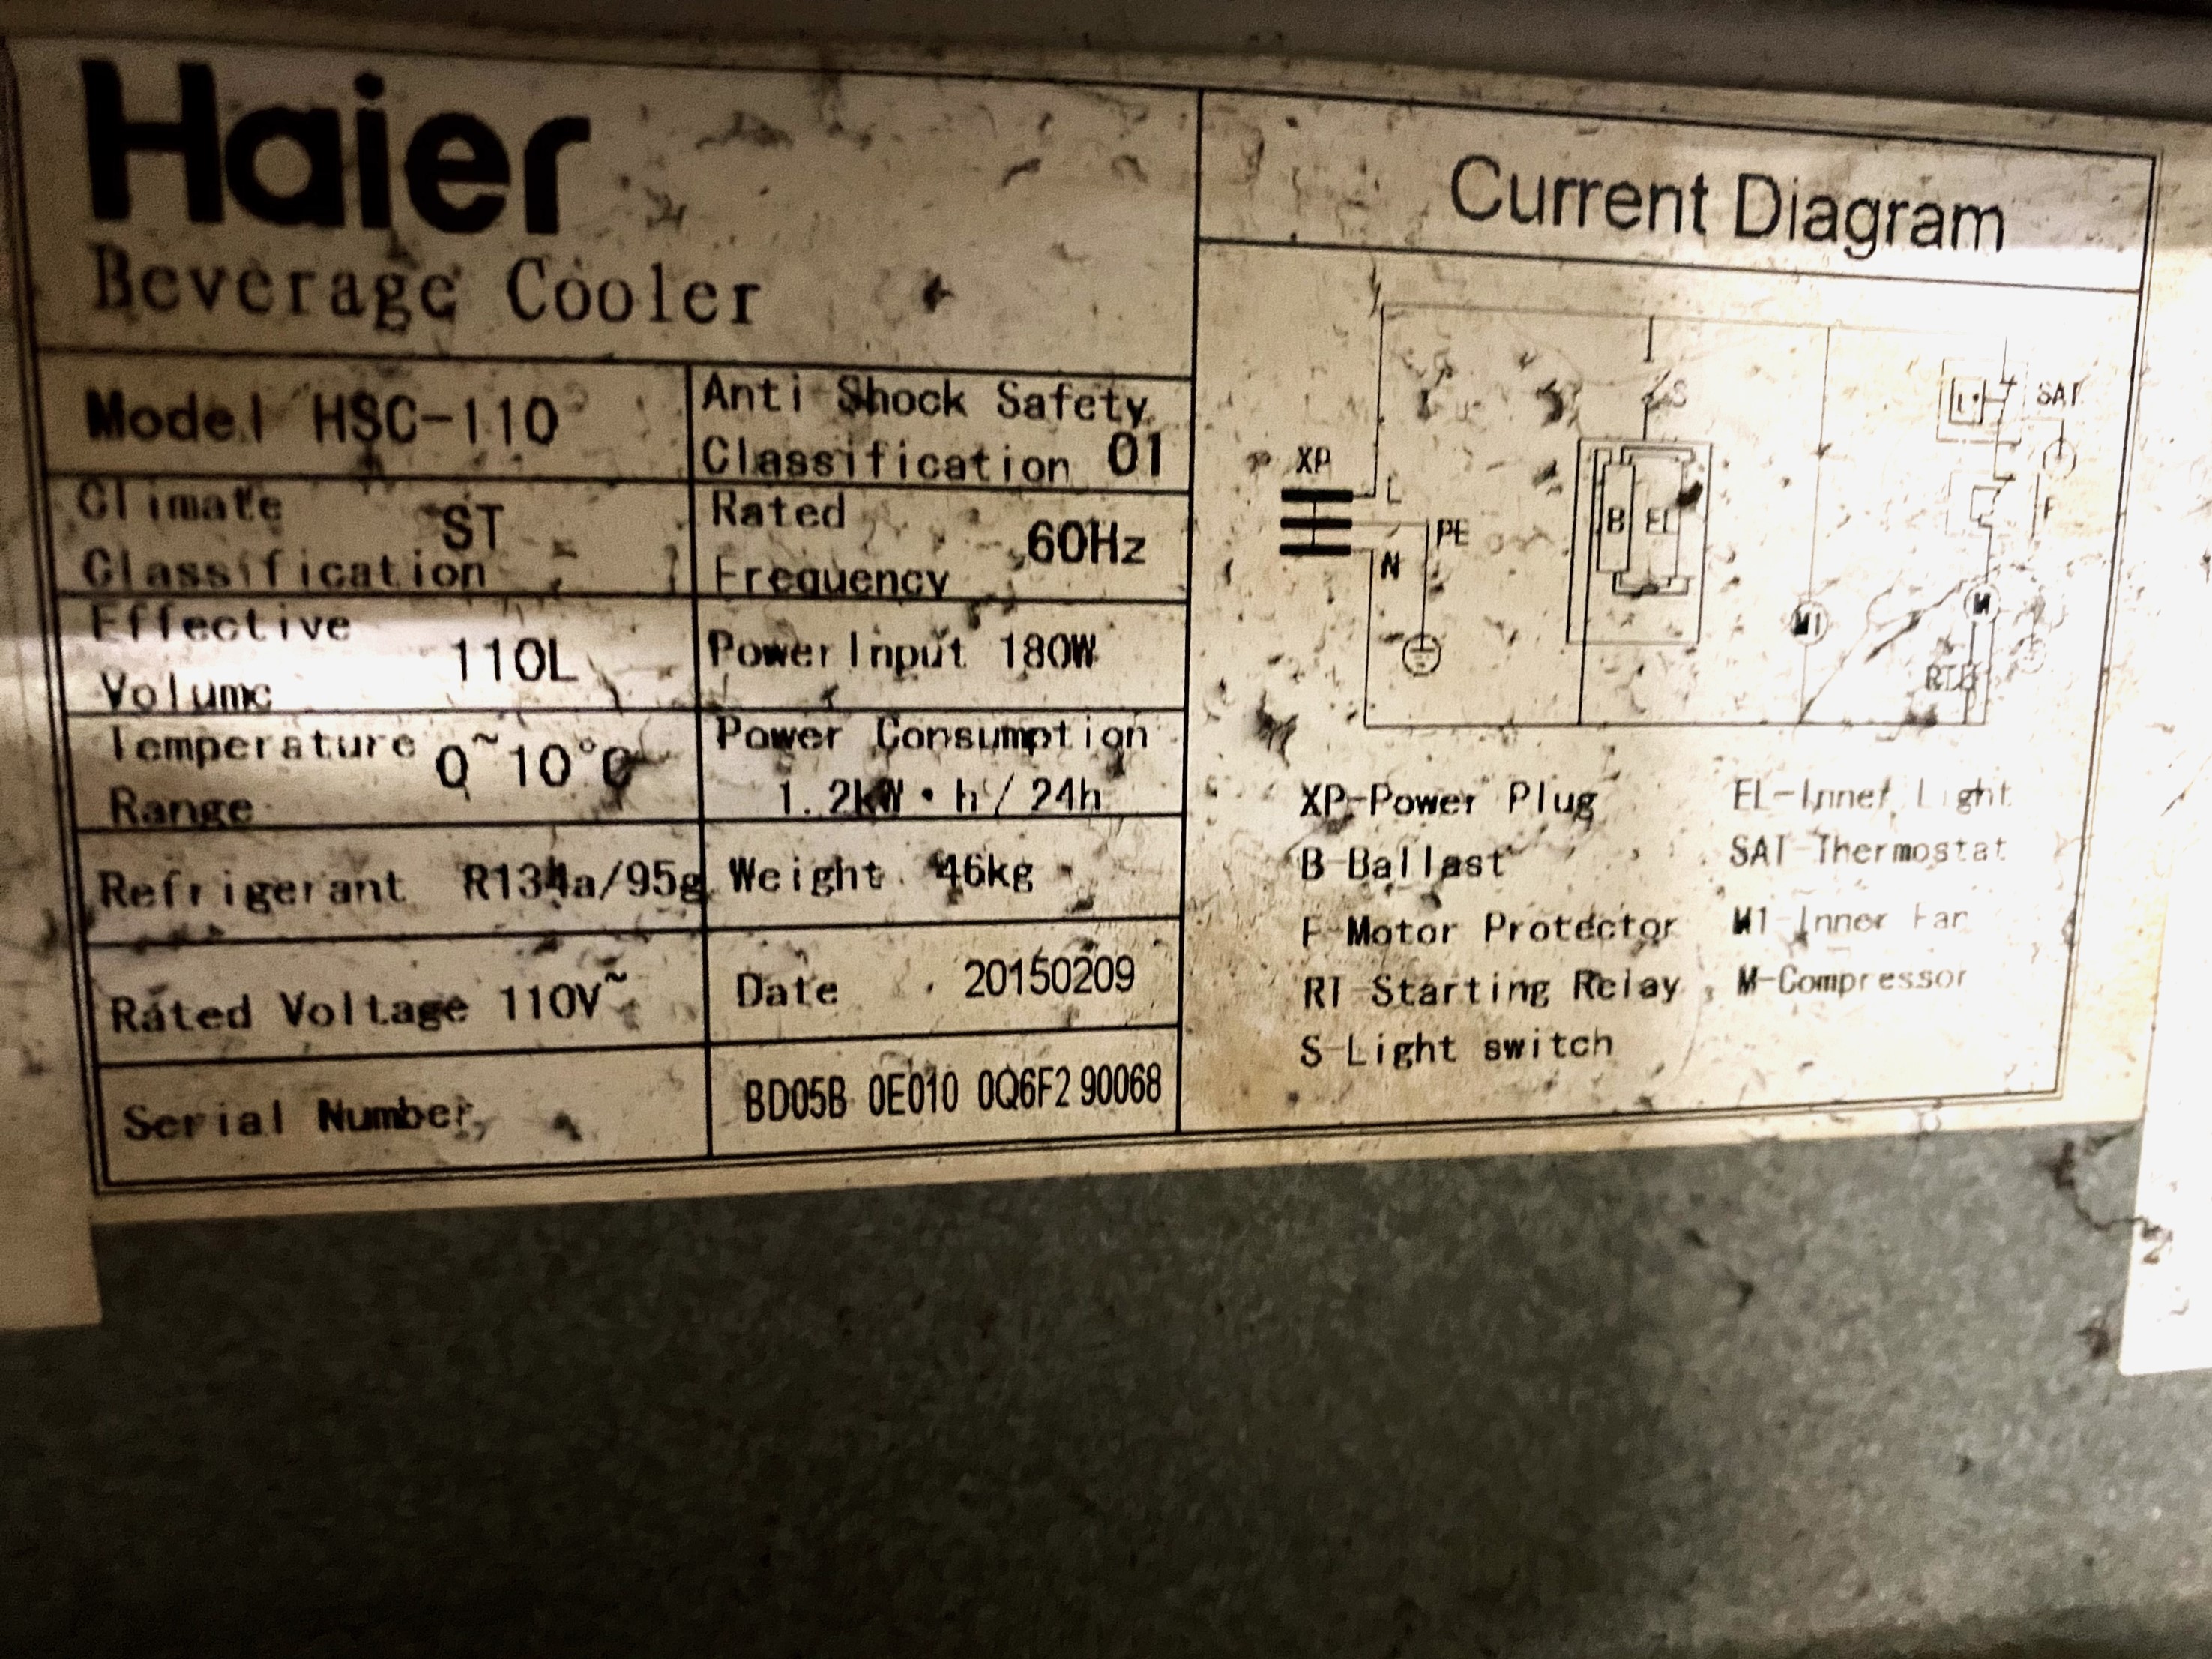 Haier
Beverage Cooler
Model HSC-110
Anti Shock Safety
Classification 01
Climate
Classification ST
Rated
Frequency 60Hz
Effective
Volume 110L
Power Input 180W
Temperature
Range 0~10°C
Power Consumption
1.2kW·h/24h
Refrigerant R134a/95g
Weight 46kg
Rated Voltage 110V~
Date 20150209
Serial Number
BD05B 0E010 0Q6F2 90068
Current Diagram
XP
L
PE
N
S
B
EL
M1
SAT
F
M
RT
XP-Power Plug
EL-Inner Light
B-Ballast
SAT-Thermostat
F-Motor Protector
M1-Inner Fan
RT-Starting Relay
M-Compressor
S-Light switch